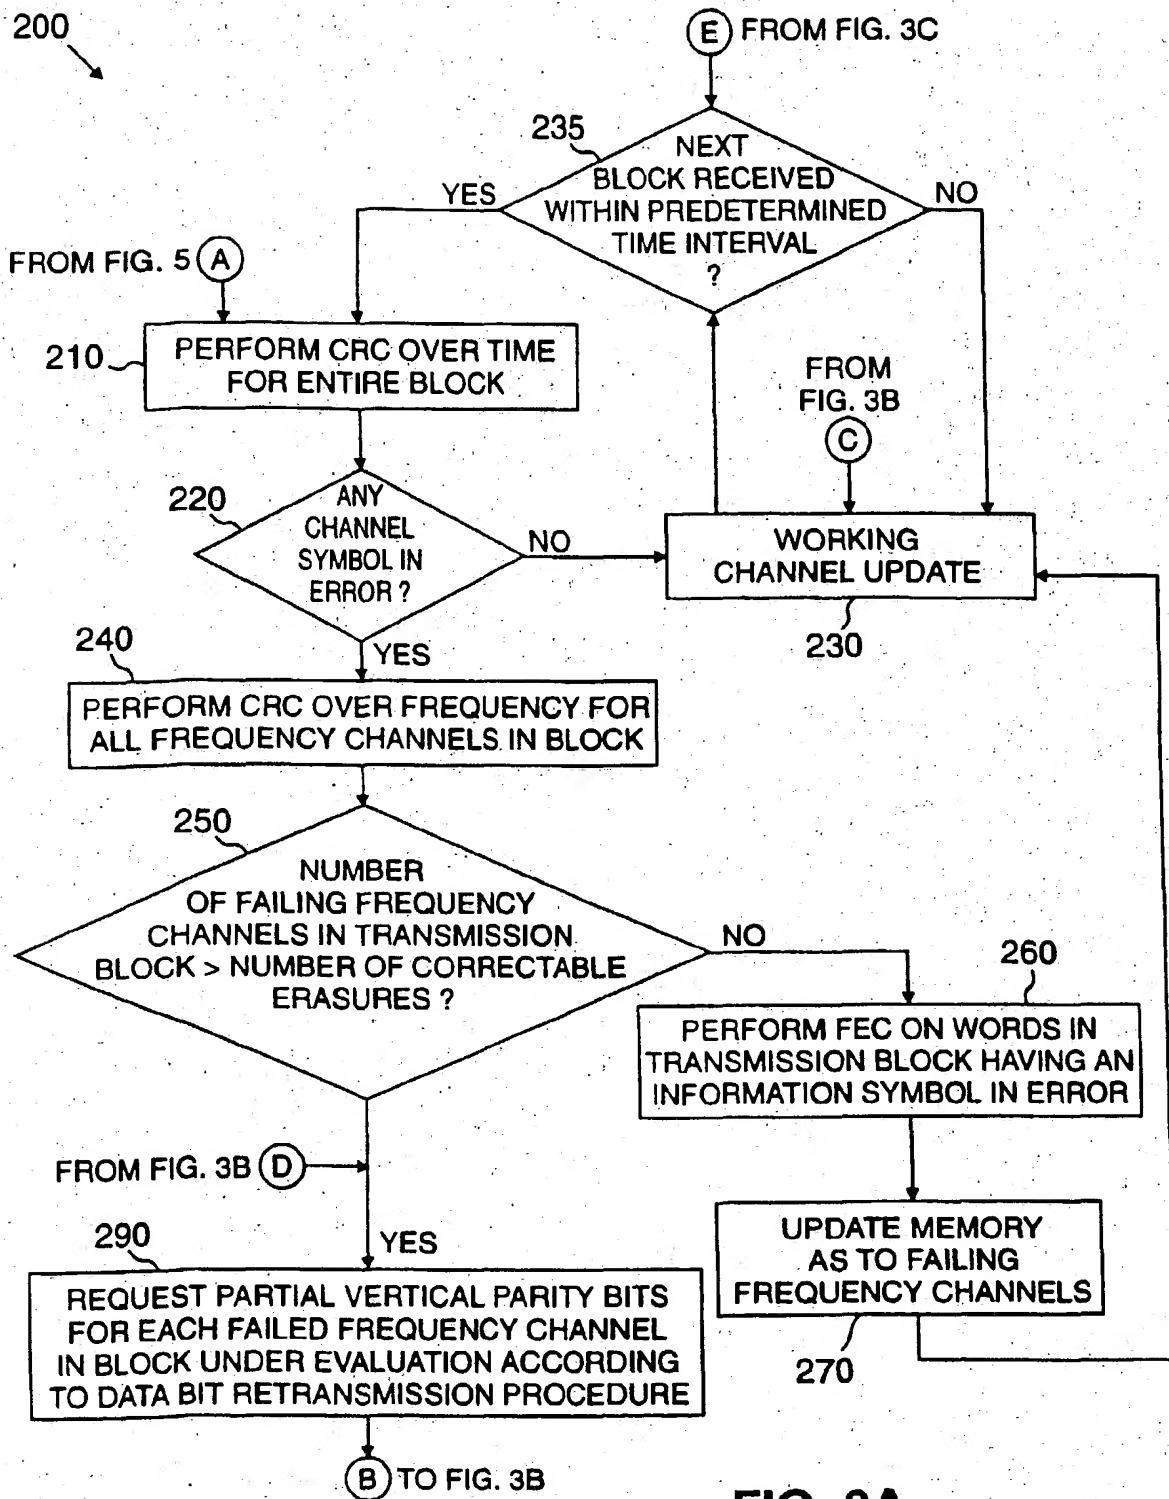 200
E FROM FIG. 3C
235
NEXT
BLOCK RECEIVED
WITHIN PREDETERMINED
TIME INTERVAL
?
YES
NO
FROM FIG. 5 A
210
PERFORM CRC OVER TIME
FOR ENTIRE BLOCK
FROM
FIG. 3B
C
220
ANY
CHANNEL
SYMBOL IN
ERROR ?
NO
WORKING
CHANNEL UPDATE
230
YES
240
PERFORM CRC OVER FREQUENCY FOR
ALL FREQUENCY CHANNELS IN BLOCK
250
NUMBER
OF FAILING FREQUENCY
CHANNELS IN TRANSMISSION
BLOCK > NUMBER OF CORRECTABLE
ERASURES ?
NO
260
PERFORM FEC ON WORDS IN
TRANSMISSION BLOCK HAVING AN
INFORMATION SYMBOL IN ERROR
FROM FIG. 3B D
YES
UPDATE MEMORY
AS TO FAILING
FREQUENCY CHANNELS
270
290
REQUEST PARTIAL VERTICAL PARITY BITS
FOR EACH FAILED FREQUENCY CHANNEL
IN BLOCK UNDER EVALUATION ACCORDING
TO DATA BIT RETRANSMISSION PROCEDURE
B TO FIG. 3B
FIG. 3A